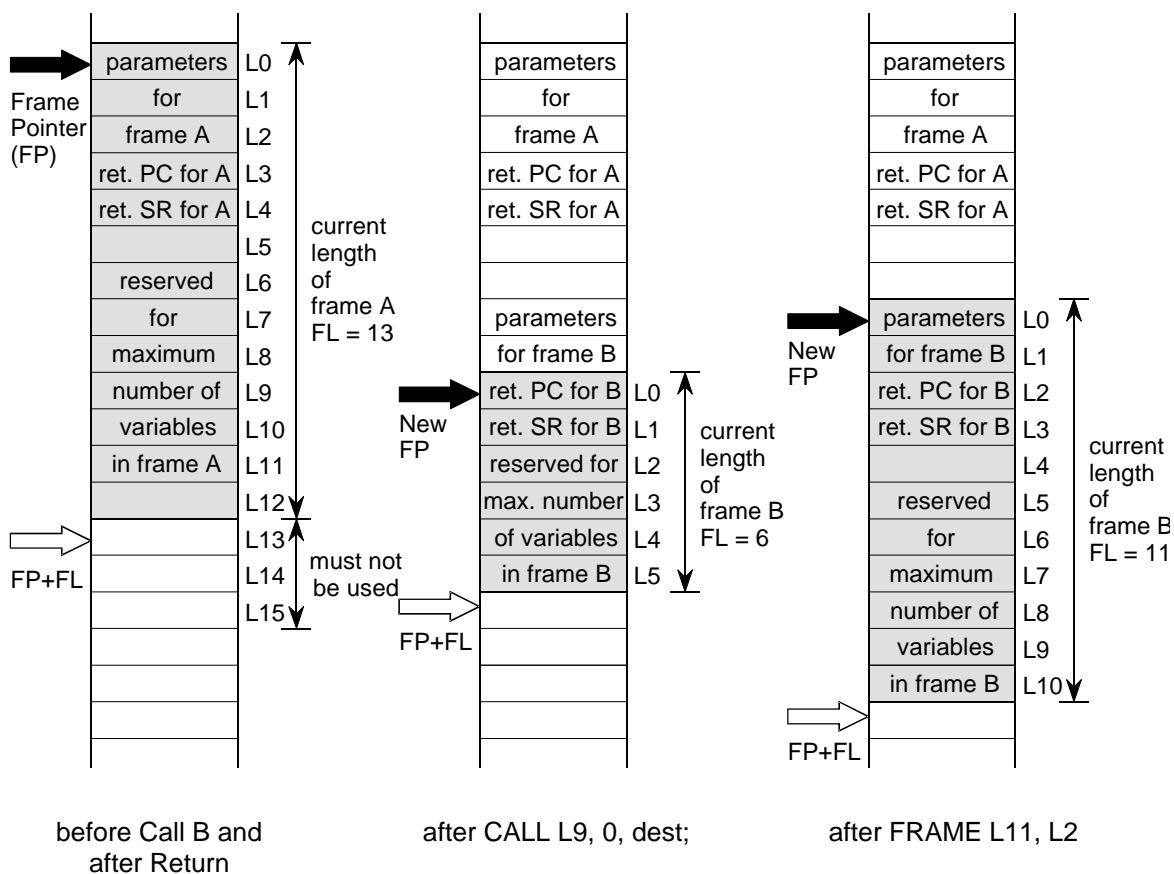 parameters L0
for L1
frame A L2
ret. PC for A L3
ret. SR for A L4
L5
reserved L6
for L7
maximum L8
number of L9
variables L10
in frame A L11
L12
L13
L14
L15
Frame
Pointer
(FP)
FP+FL
current
length
of
frame A
FL = 13
must not
be used
before Call B and
after Return
parameters
for
frame A
ret. PC for A
ret. SR for A
parameters
for frame B
ret. PC for B L0
ret. SR for B L1
reserved for L2
max. number L3
of variables L4
in frame B L5
New
FP
FP+FL
current
length
of
frame B
FL = 6
after CALL L9, 0, dest;
parameters
for
frame A
ret. PC for A
ret. SR for A
parameters L0
for frame B L1
ret. PC for B L2
ret. SR for B L3
L4
reserved L5
for L6
maximum L7
number of L8
variables L9
in frame B L10
New
FP
FP+FL
current
length
of
frame B
FL = 11
after FRAME L11, L2